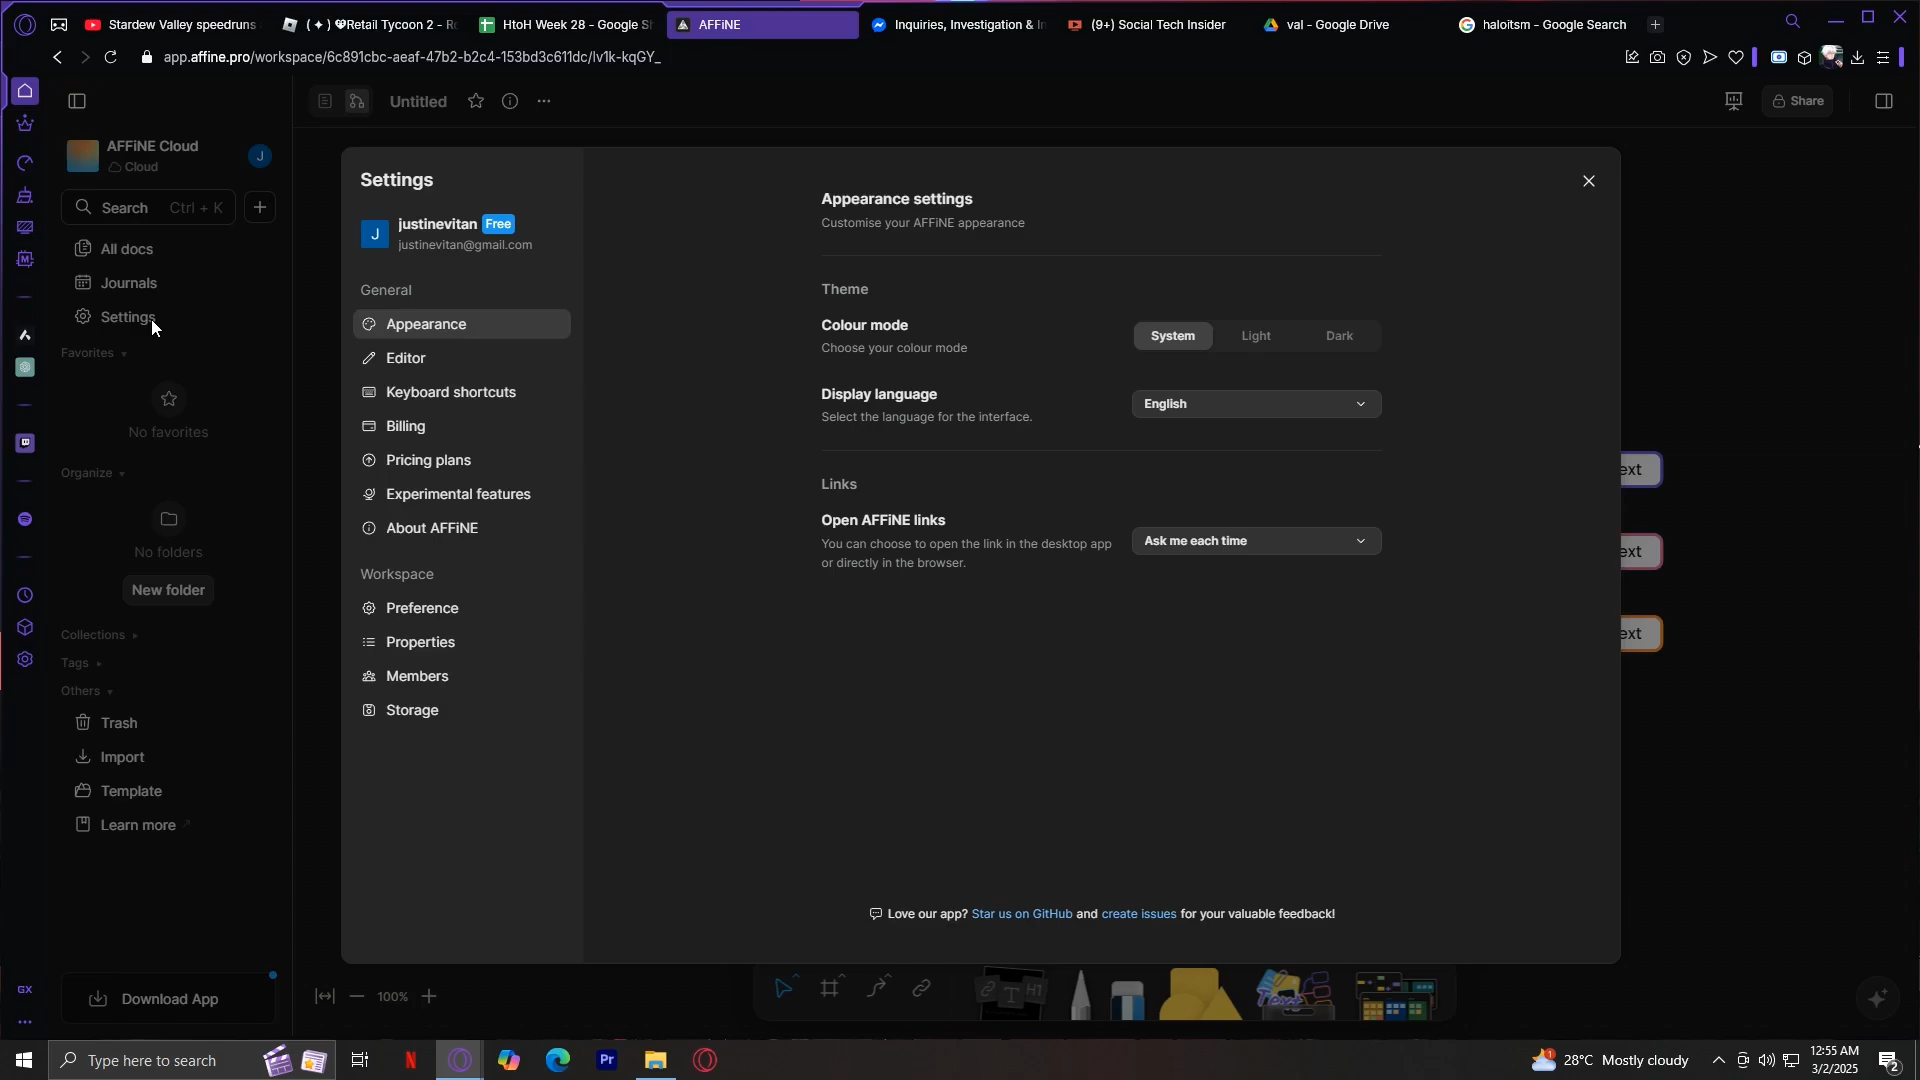 Stardew Valley speedruns
( ✦ ) 💜Retail Tycoon 2 - R
HtoH Week 28 - Google S
AFFiNE
Inquiries, Investigation & I
(9+) Social Tech Insider
val - Google Drive
haloitsm - Google Search
app.affine.pro/workspace/6c891cbc-aeaf-47b2-b2c4-153bd3c611dc/lv1k-kqGY_
Untitled
Share
AFFiNE Cloud
Cloud
J
Search Ctrl + K
All docs
Journals
Settings
Favorites
No favorites
Organize
No folders
New folder
Collections
Tags
Others
Trash
Import
Template
Learn more
Download App
GX
Settings
J
justinevitan Free
justinevitan@gmail.com
General
Appearance
Editor
Keyboard shortcuts
Billing
Pricing plans
Experimental features
About AFFiNE
Workspace
Preference
Properties
Members
Storage
Appearance settings
Customise your AFFiNE appearance
Theme
Colour mode
Choose your colour mode
System Light Dark
Display language
Select the language for the interface.
English
Links
Open AFFiNE links
You can choose to open the link in the desktop app
or directly in the browser.
Ask me each time
Love our app? Star us on GitHub and create issues for your valuable feedback!
ext
ext
ext
100%
T H1
Type here to search
Pr
28°C Mostly cloudy
12:55 AM
3/2/2025
2